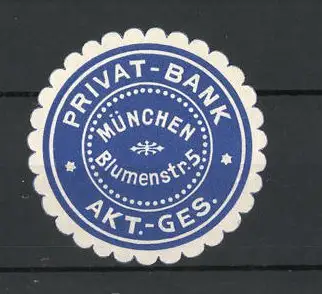 PRIVAT-BANK
MÜNCHEN
Blumenstr. 5
AKT.-GES.